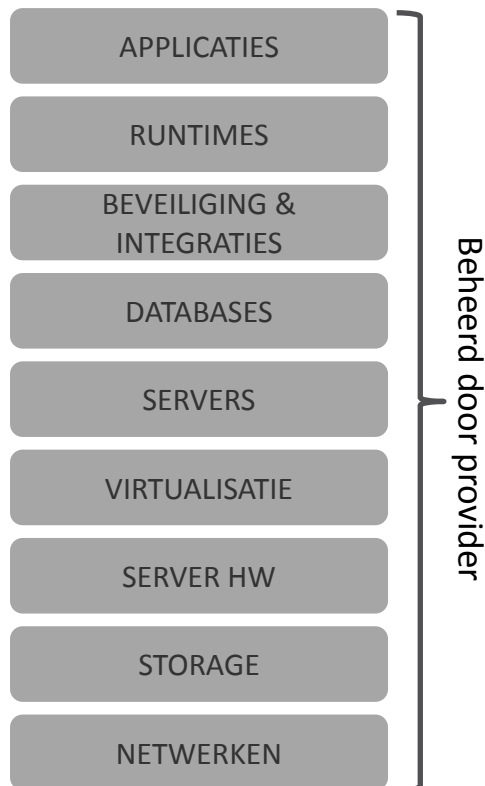 APPLICATIES
RUNTIMES
BEVEILIGING &
INTEGRATIES
DATABASES
SERVERS
VIRTUALISATIE
SERVER HW
STORAGE
NETWERKEN
Beheerd door provider